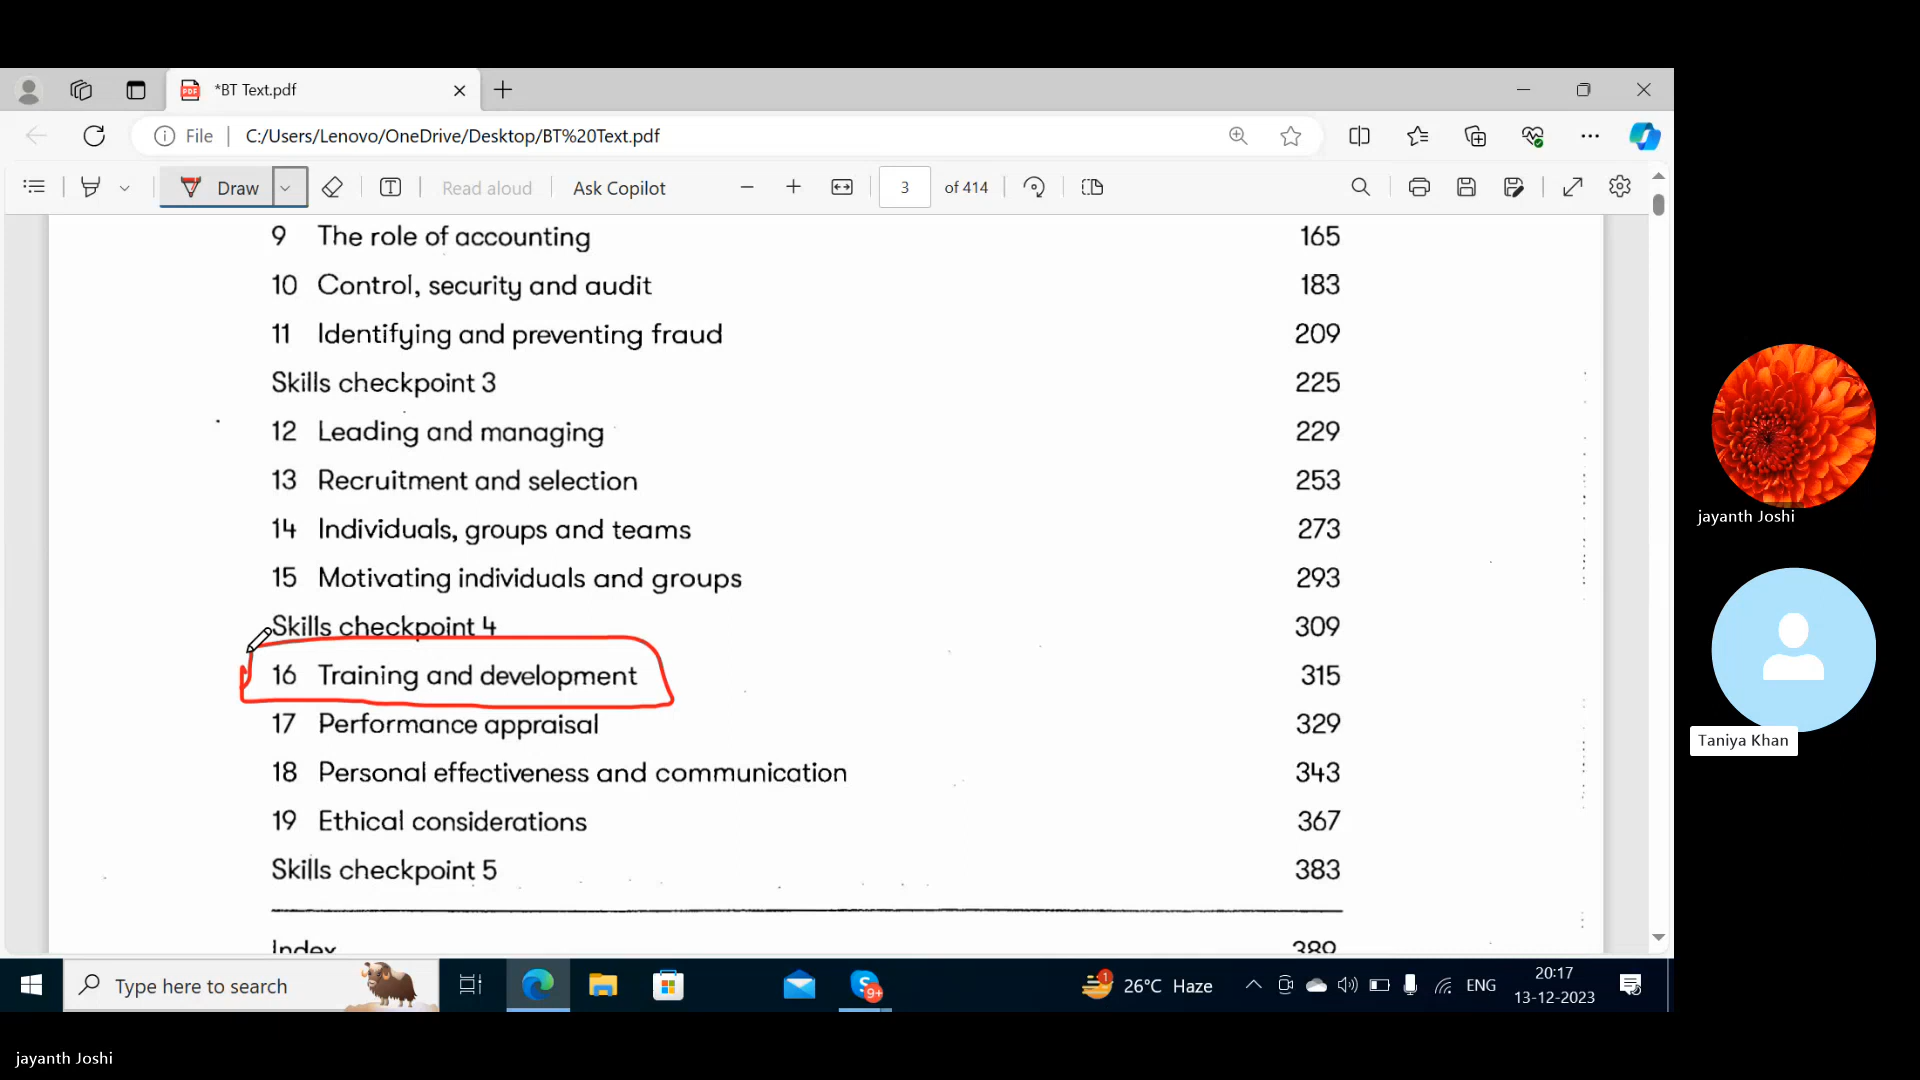 *BT Text.pdf
File C:/Users/Lenovo/OneDrive/Desktop/BT%20Text.pdf
Draw Read aloud Ask Copilot 3 of 414
9 The role of accounting 165
10 Control, security and audit 183
11 Identifying and preventing fraud 209
Skills checkpoint 3 225
12 Leading and managing 229
13 Recruitment and selection 253
14 Individuals, groups and teams 273
15 Motivating individuals and groups 293
Skills checkpoint 4 309
16 Training and development 315
17 Performance appraisal 329
18 Personal effectiveness and communication 343
19 Ethical considerations 367
Skills checkpoint 5 383
Index 389
jayanth Joshi
Taniya Khan
Type here to search 9+ 1 26°C Haze ENG 20:17
13-12-2023
jayanth Joshi